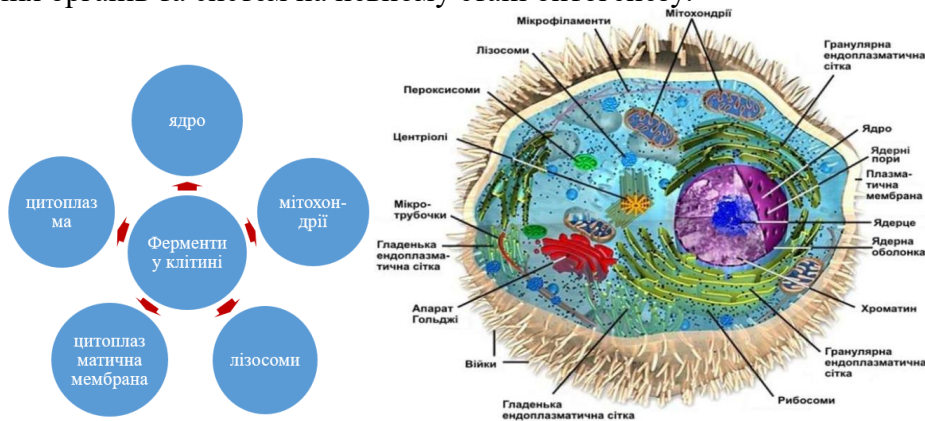 ядро
цитоплаз
ма
мітохон-
дрії
Ферменти
у клітині
цитоплаз
матична
мембрана
лізосоми
Мікрофіламенти
Мітохондрії
Лізосоми
Гранулярна
ендоплазматична
сітка
Пероксисоми
Центріолі
Ядро
Ядерні
пори
Плазма-
тична
мембрана
Мікро-
трубочки
Ядерце
Гладенька
ендоплазма-
тична сітка
Ядерна
оболонка
Апарат
Гольджі
Хроматин
Війки
Гранулярна
ендоплазматична
сітка
Рибосоми
Гладенька
ендоплазматична сітка